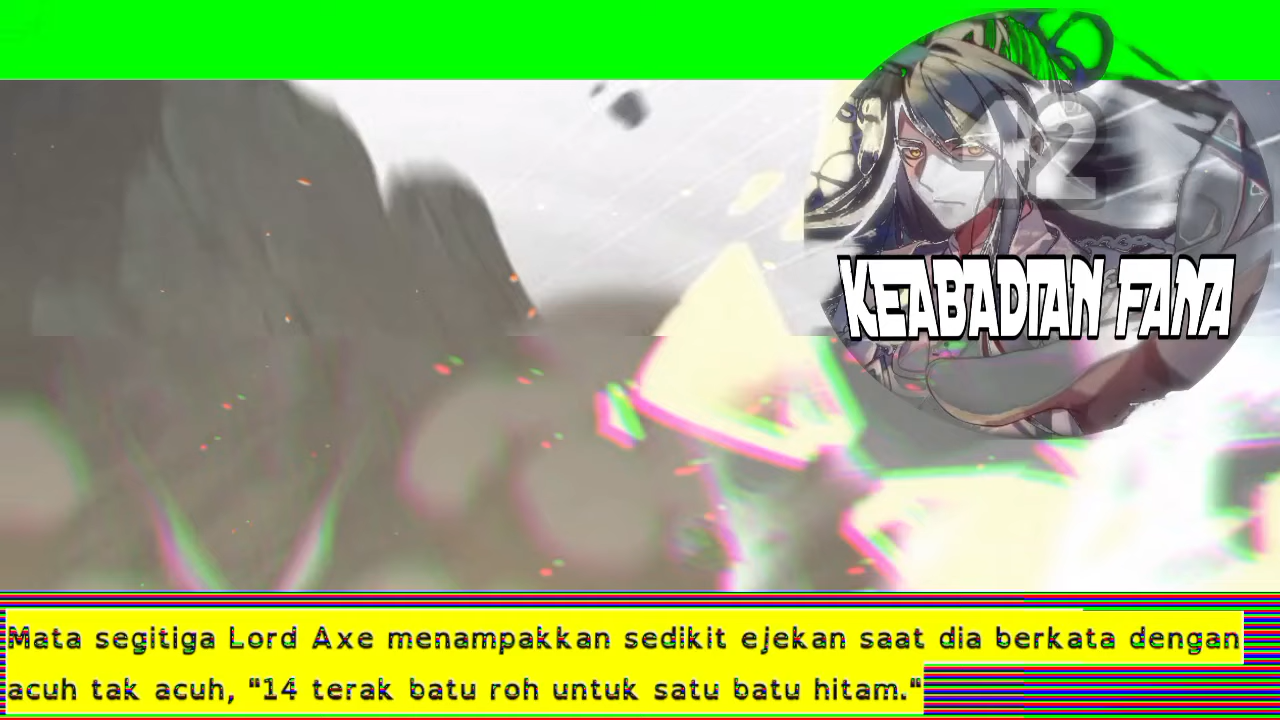 42
KEABADIAN FANA
Mata segitiga Lord Axe menampakkan sedikit ejekan saat dia berkata dengan
acuh tak acuh, "14 terak batu roh untuk satu batu hitam."